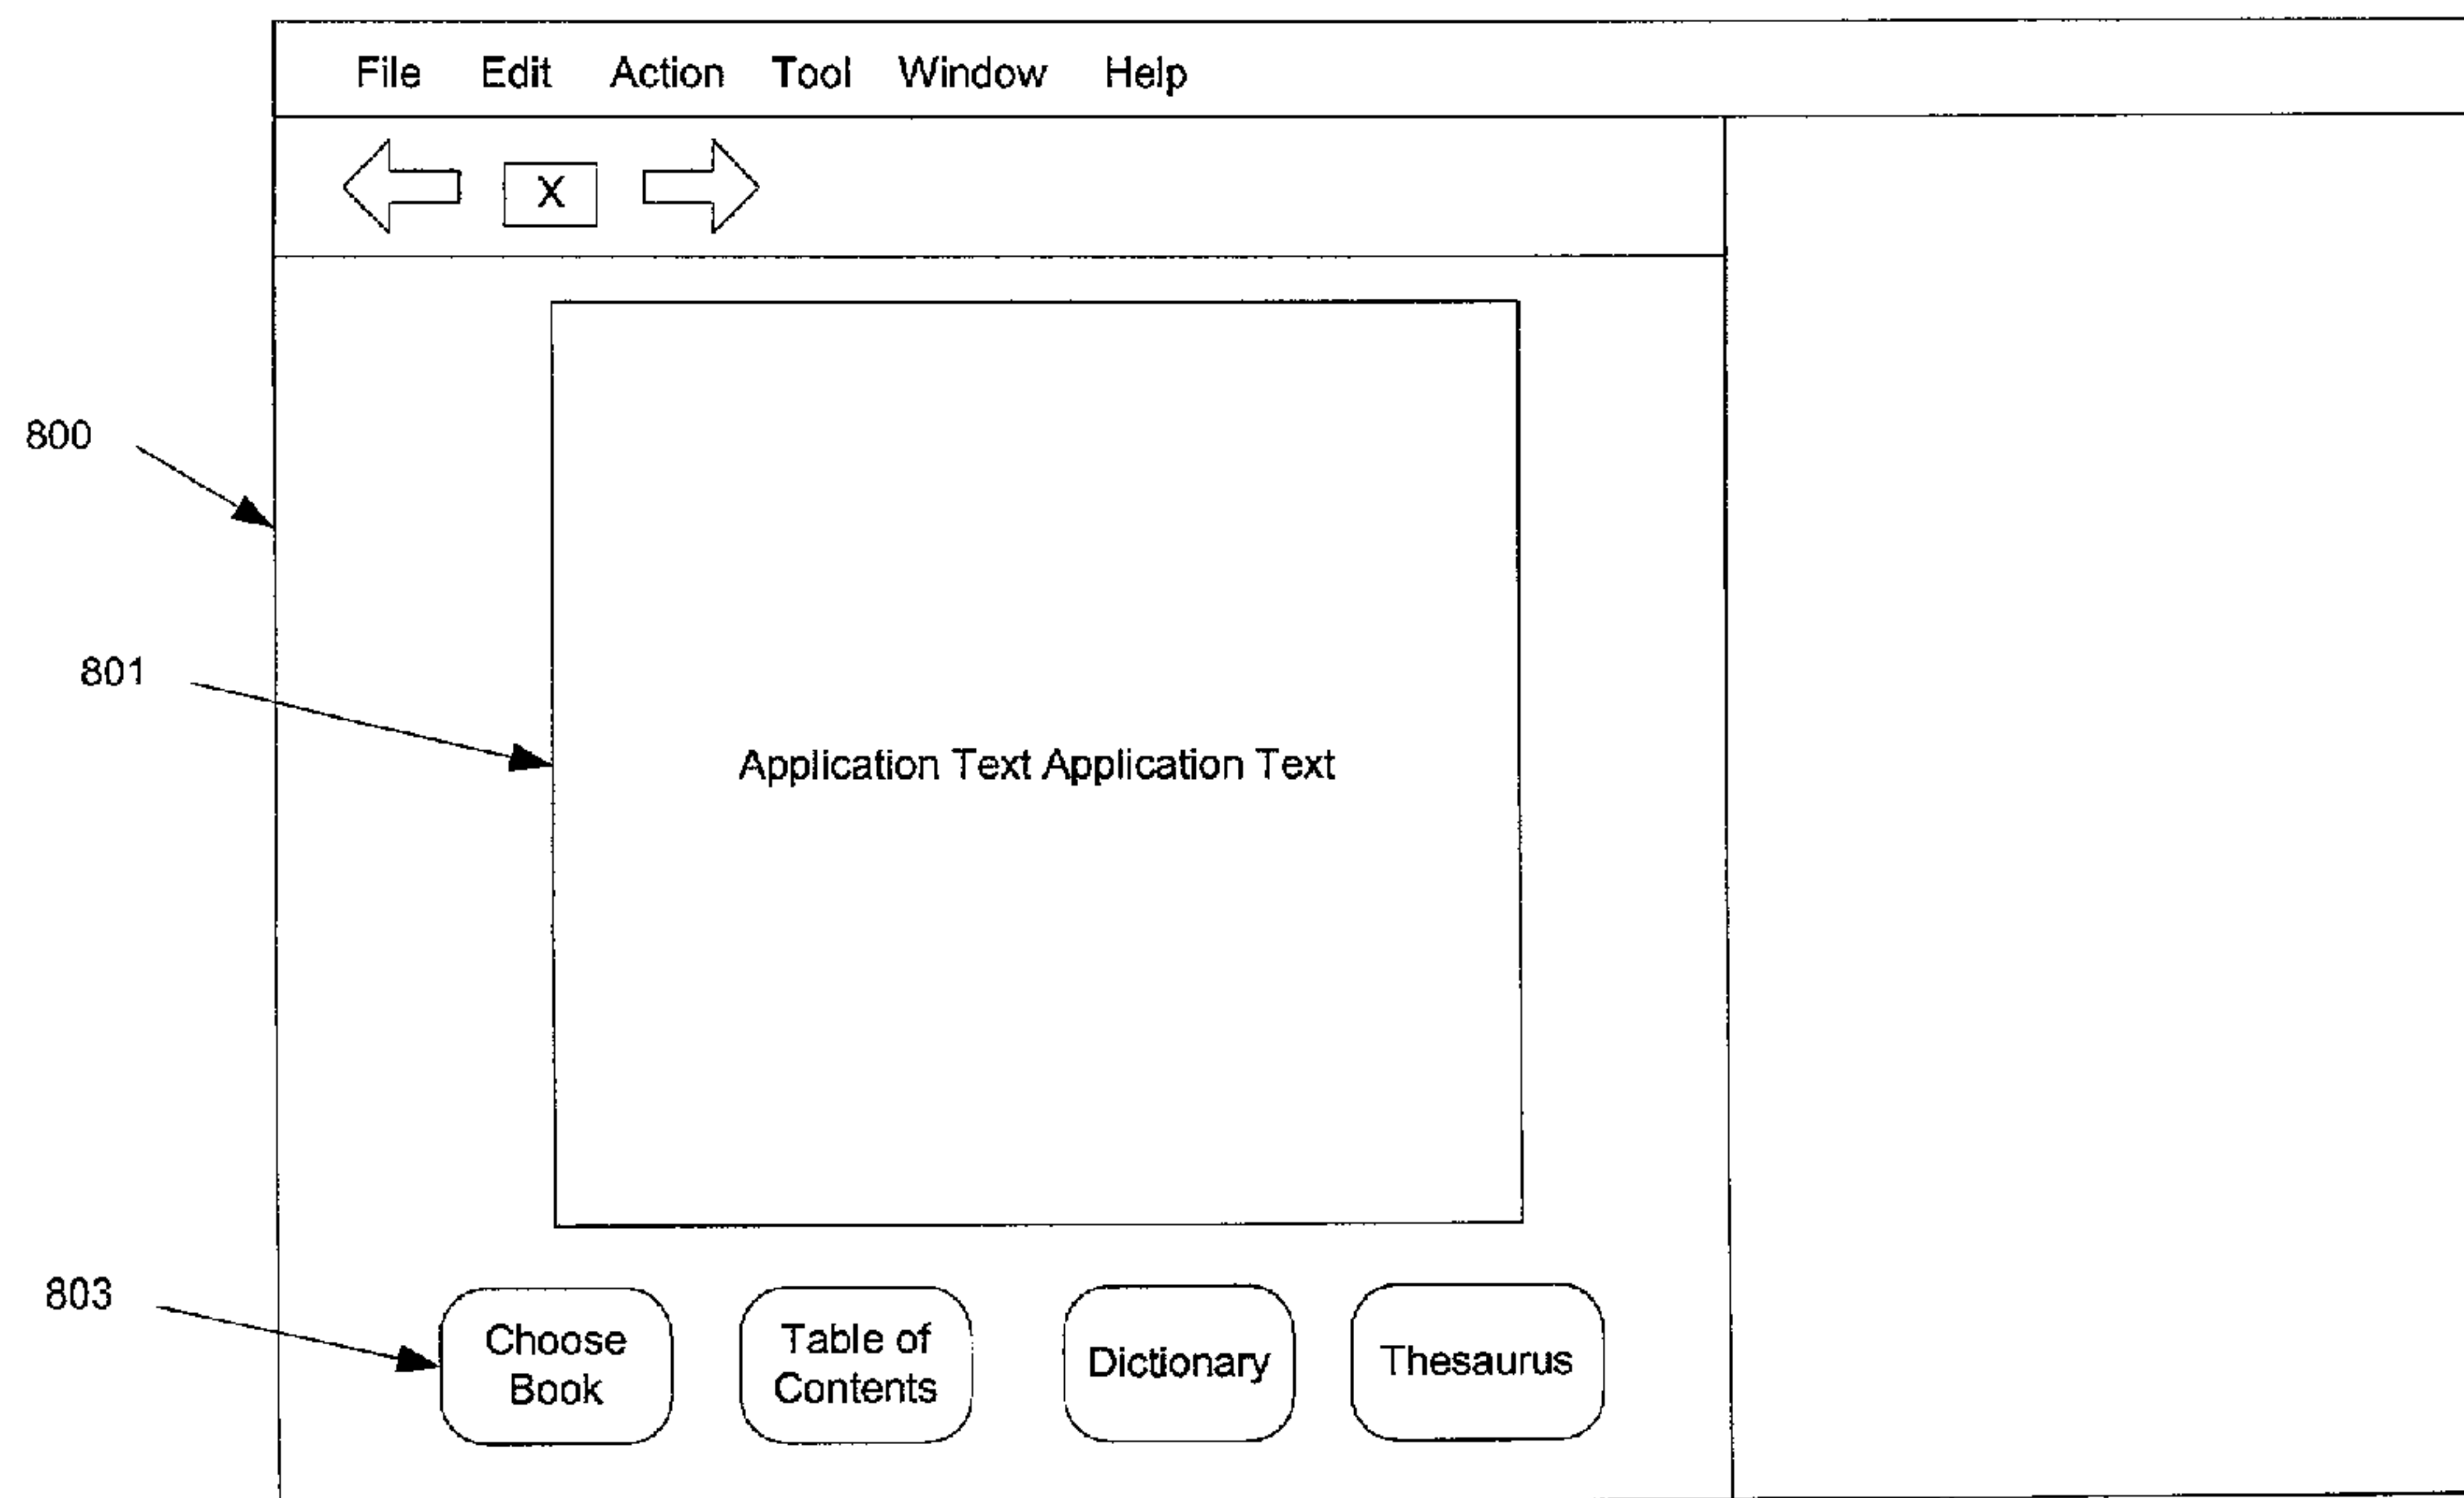 File Edit Action Tool Window Help
X
800
801
Application Text Application Text
803
Choose
Book
Table of
Contents
Dictionary
Thesaurus